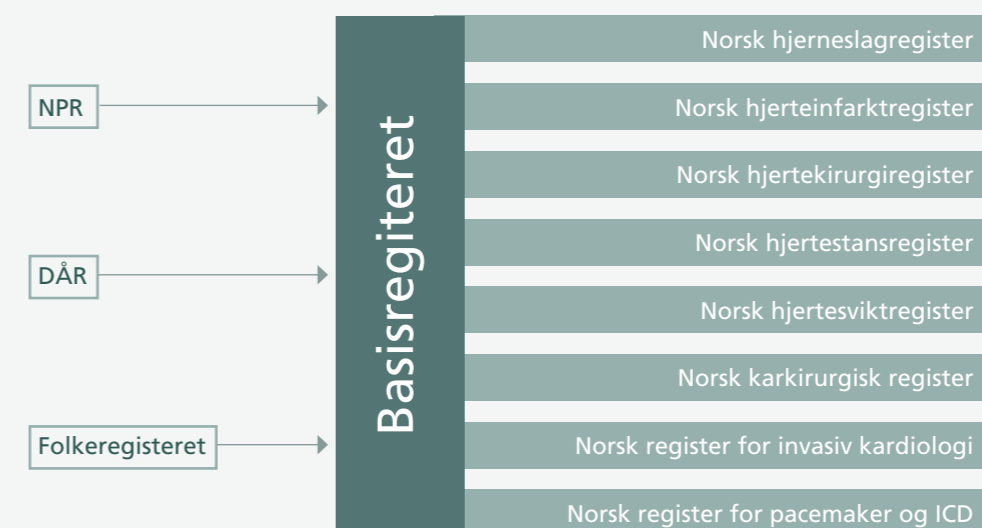 NPR
DÅR
Folkeregisteret
Basisregiteret
Norsk hjerneslagregister
Norsk hjerteinfarktregister
Norsk hjertekirurgiregister
Norsk hjertestansregister
Norsk hjertesviktregister
Norsk karkirurgisk register
Norsk register for invasiv kardiologi
Norsk register for pacemaker og ICD